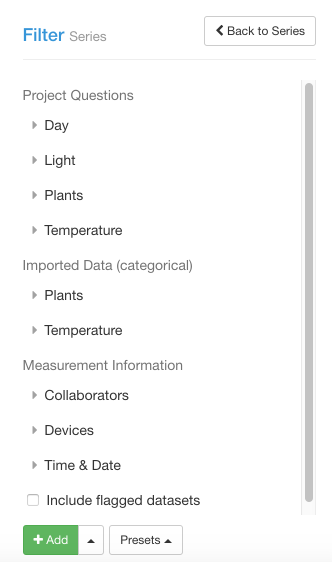 Filter Series
Back to Series
Project Questions
Day
Light
Plants
Temperature
Imported Data (categorical)
Plants
Temperature
Measurement Information
Collaborators
Devices
Time & Date
Include flagged datasets
Add
Presets